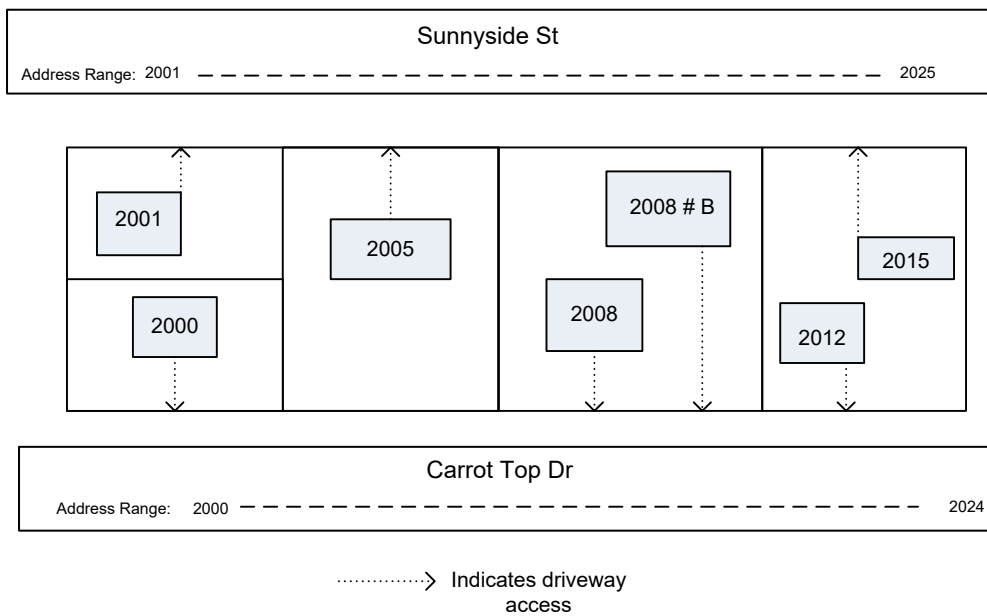 Sunnyside St
Address Range: 2001 2025
2001
2005
2008 # B
2015
2000
2008
2012
Carrot Top Dr
Address Range: 2000 2024
Indicates driveway
access